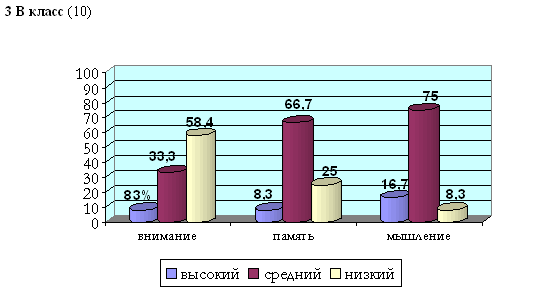 3 В класс (10)
100
90
80
70
60
50
40
30
20
10
0
83% 33,3 58,4 8,3 66,7 25 16,7 75 8,3
внимание память мышление
высокий средний низкий